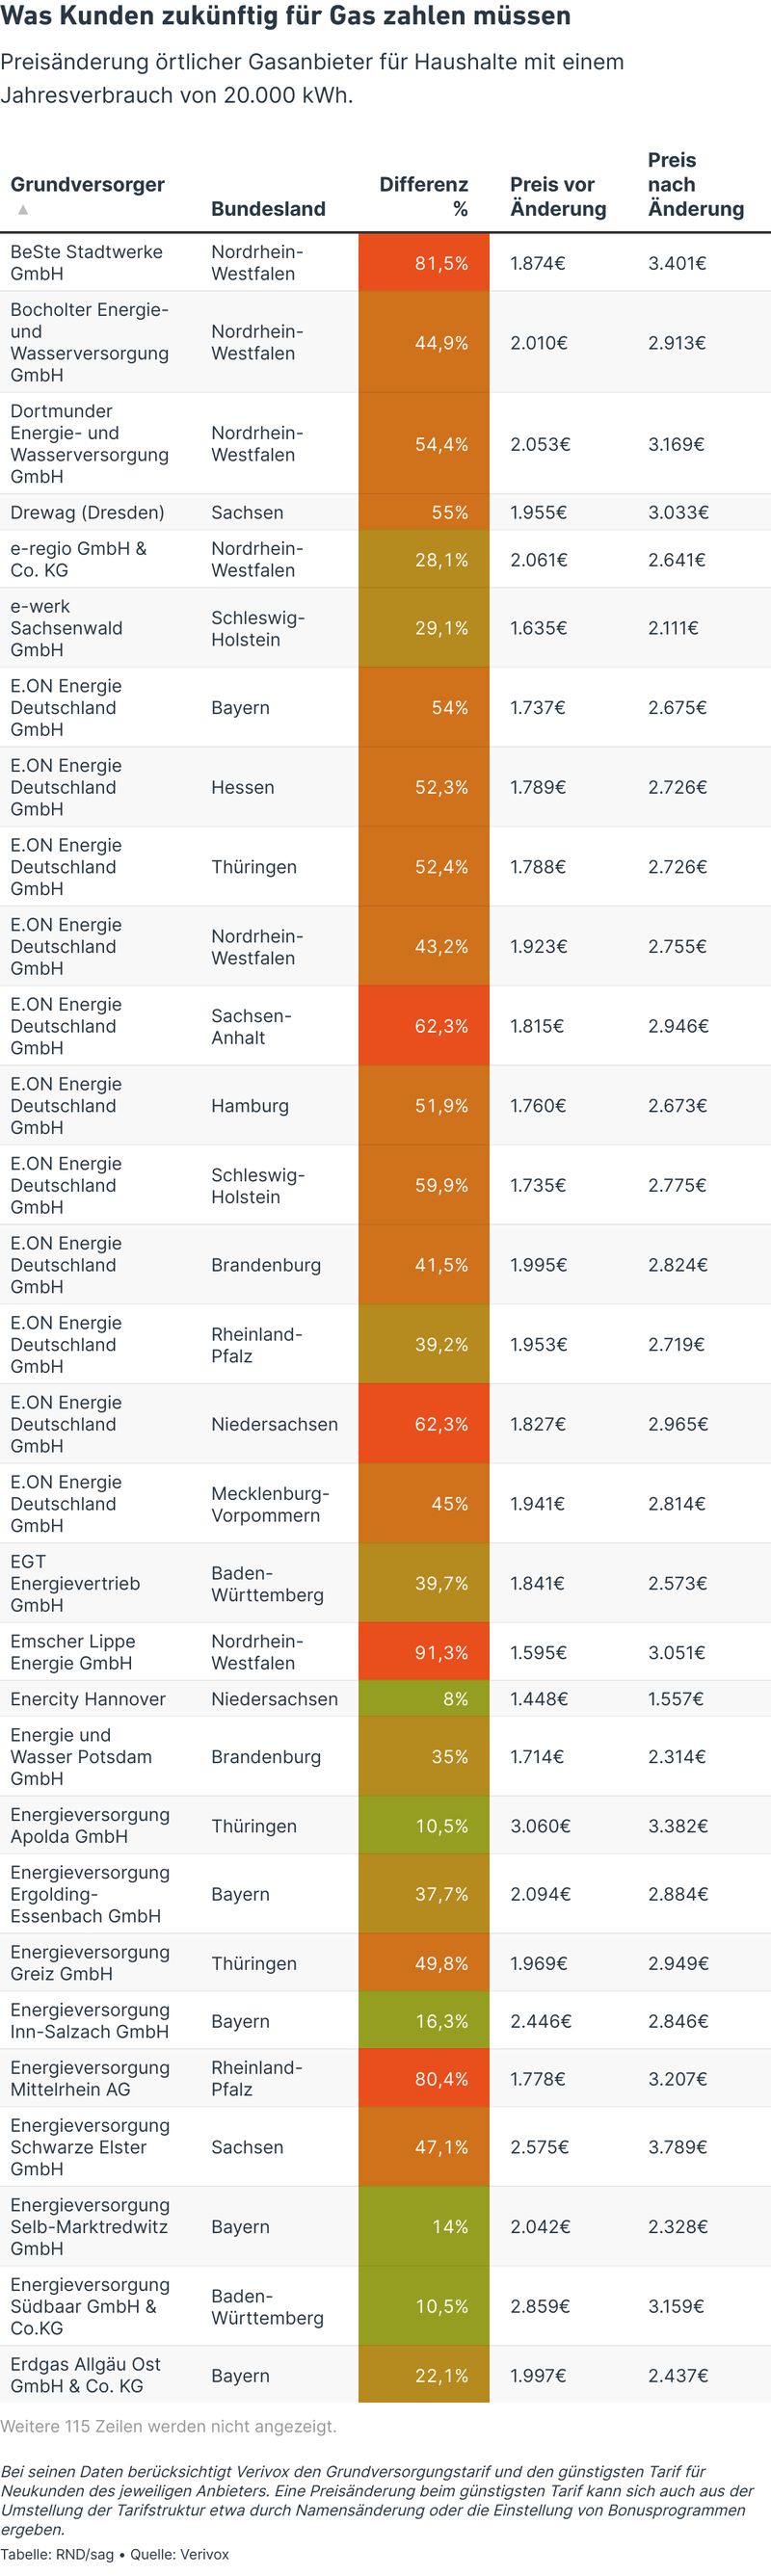 Was Kunden zukünftig für Gas zahlen müssen
Preisänderung örtlicher Gasanbieter für Haushalte mit einem
Jahresverbrauch von 20.000 kWh.
Grundversorger ▲ Bundesland Differenz % Preis vor Änderung Preis nach Änderung
BeSte Stadtwerke GmbH Nordrhein-Westfalen 81,5% 1.874€ 3.401€
Bocholter Energie- und Wasserversorgung GmbH Nordrhein-Westfalen 44,9% 2.010€ 2.913€
Dortmunder Energie- und Wasserversorgung GmbH Nordrhein-Westfalen 54,4% 2.053€ 3.169€
Drewag (Dresden) Sachsen 55% 1.955€ 3.033€
e-regio GmbH & Co. KG Nordrhein-Westfalen 28,1% 2.061€ 2.641€
e-werk Sachsenwald GmbH Schleswig-Holstein 29,1% 1.635€ 2.111€
E.ON Energie Deutschland GmbH Bayern 54% 1.737€ 2.675€
E.ON Energie Deutschland GmbH Hessen 52,3% 1.789€ 2.726€
E.ON Energie Deutschland GmbH Thüringen 52,4% 1.788€ 2.726€
E.ON Energie Deutschland GmbH Nordrhein-Westfalen 43,2% 1.923€ 2.755€
E.ON Energie Deutschland GmbH Sachsen-Anhalt 62,3% 1.815€ 2.946€
E.ON Energie Deutschland GmbH Hamburg 51,9% 1.760€ 2.673€
E.ON Energie Deutschland GmbH Schleswig-Holstein 59,9% 1.735€ 2.775€
E.ON Energie Deutschland GmbH Brandenburg 41,5% 1.995€ 2.824€
E.ON Energie Deutschland GmbH Rheinland-Pfalz 39,2% 1.953€ 2.719€
E.ON Energie Deutschland GmbH Niedersachsen 62,3% 1.827€ 2.965€
E.ON Energie Deutschland GmbH Mecklenburg-Vorpommern 45% 1.941€ 2.814€
EGT Energievertrieb GmbH Baden-Württemberg 39,7% 1.841€ 2.573€
Emscher Lippe Energie GmbH Nordrhein-Westfalen 91,3% 1.595€ 3.051€
Enercity Hannover Niedersachsen 8% 1.448€ 1.557€
Energie und Wasser Potsdam GmbH Brandenburg 35% 1.714€ 2.314€
Energieversorgung Apolda GmbH Thüringen 10,5% 3.060€ 3.382€
Energieversorgung Ergolding-Essenbach GmbH Bayern 37,7% 2.094€ 2.884€
Energieversorgung Greiz GmbH Thüringen 49,8% 1.969€ 2.949€
Energieversorgung Inn-Salzach GmbH Bayern 16,3% 2.446€ 2.846€
Energieversorgung Mittelrhein AG Rheinland-Pfalz 80,4% 1.778€ 3.207€
Energieversorgung Schwarze Elster GmbH Sachsen 47,1% 2.575€ 3.789€
Energieversorgung Selb-Marktredwitz GmbH Bayern 14% 2.042€ 2.328€
Energieversorgung Südbaar GmbH & Co.KG Baden-Württemberg 10,5% 2.859€ 3.159€
Erdgas Allgäu Ost GmbH & Co. KG Bayern 22,1% 1.997€ 2.437€
Weitere 115 Zeilen werden nicht angezeigt.
Bei seinen Daten berücksichtigt Verivox den Grundversorgungstarif und den günstigsten Tarif für
Neukunden des jeweiligen Anbieters. Eine Preisänderung beim günstigsten Tarif kann sich auch aus der
Umstellung der Tarifstruktur etwa durch Namensänderung oder die Einstellung von Bonusprogrammen
ergeben.
Tabelle: RND/sag • Quelle: Verivox